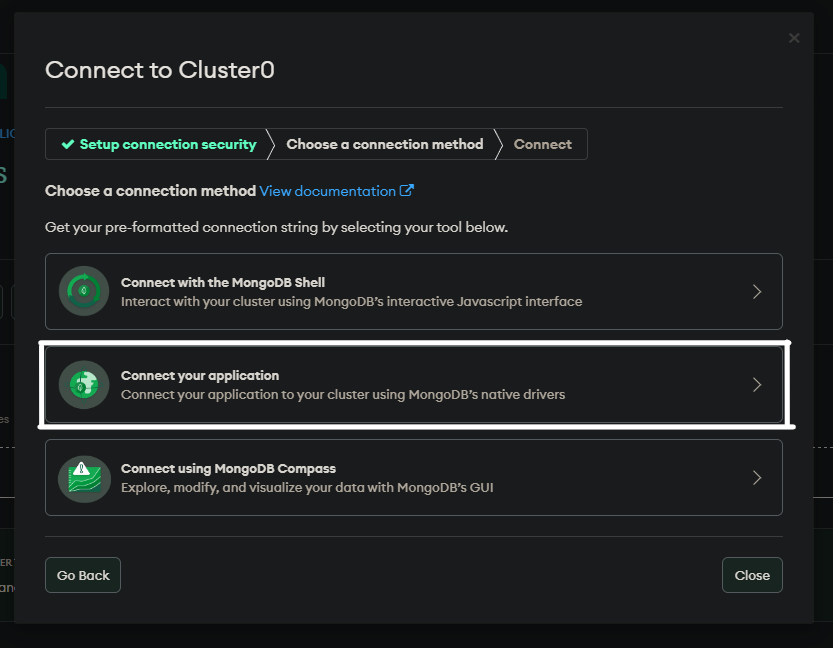 Connect to Cluster0
Setup connection security
Choose a connection method
Connect
Choose a connection method View documentation
Get your pre-formatted connection string by selecting your tool below.
Connect with the MongoDB Shell
Interact with your cluster using MongoDB's interactive Javascript interface
Connect your application
Connect your application to your cluster using MongoDB's native drivers
Connect using MongoDB Compass
Explore, modify, and visualize your data with MongoDB's GUI
Go Back
Close